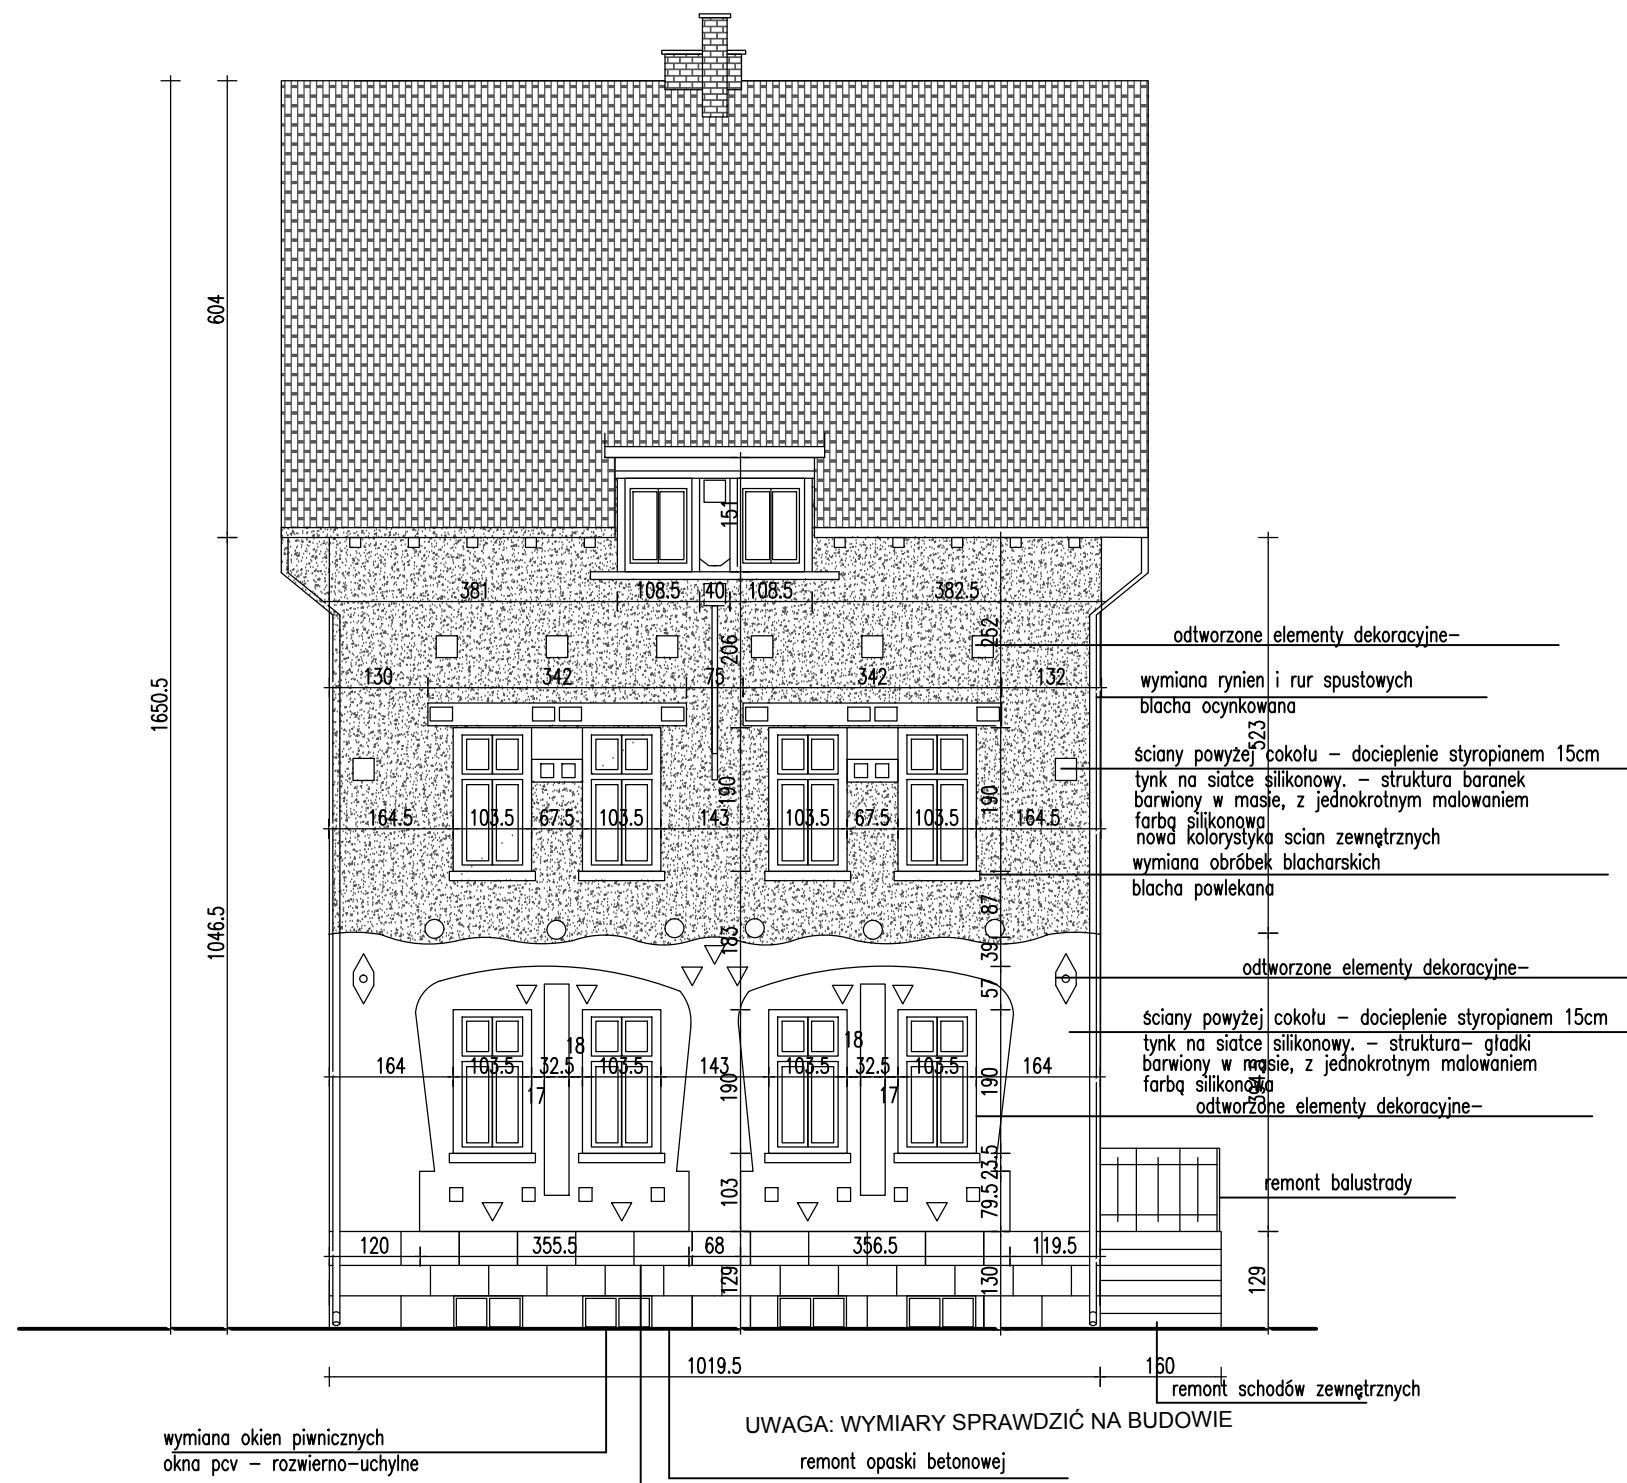 604
1650.5
1046.5
151
381
108.5
40
108.5
382.5
252
206
130
342
75
342
132
odtworzone elementy dekoracyjne-
wymiana rynien i rur spustowych
blacha ocynkowana
523
ściany powyżej cokołu - docieplenie styropianem 15cm
tynk na siatce silikonowy. - struktura baranek
barwiony w masie, z jednokrotnym malowaniem
farbą silikonowa
nowa kolorystyka scian zewnętrznych
wymiana obróbek blacharskich
blacha powlekana
190
190
164.5
103.5
67.5
103.5
143
103.5
67.5
103.5
164.5
87
183
39
57
odtworzone elementy dekoracyjne-
ściany powyżej cokołu - docieplenie styropianem 15cm
tynk na siatce silikonowy. - struktura- gładki
barwiony w masie, z jednokrotnym malowaniem
farbą silikonowa
odtworzone elementy dekoracyjne-
18
18
164
103.5
32.5
103.5
143
103.5
32.5
103.5
164
17
17
190
190
23.5
103
79.5
remont balustrady
120
355.5
68
356.5
119.5
129
130
129
1019.5
160
remont schodów zewnętrznych
UWAGA: WYMIARY SPRAWDZIĆ NA BUDOWIE
wymiana okien piwnicznych
okna pcv - rozwierno-uchylne
remont opaski betonowej